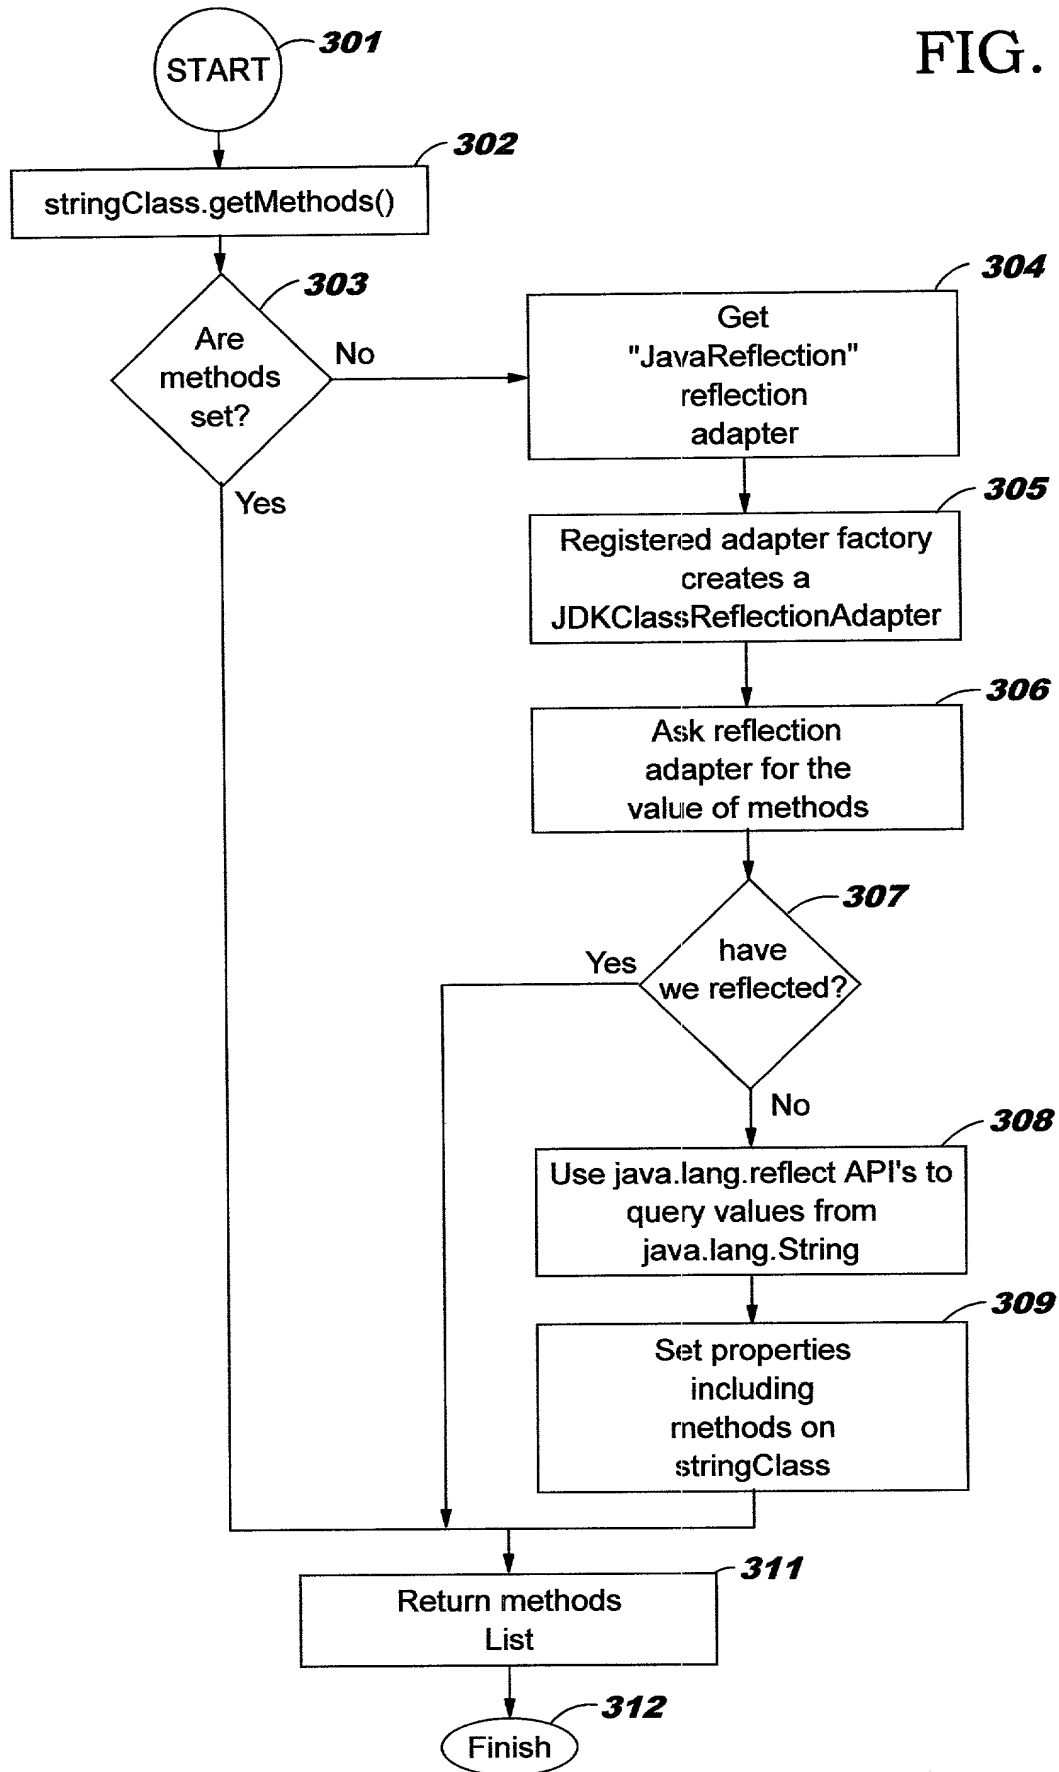 FIG.
301
START
302
stringClass.getMethods()
303
Are
methods
set?
No
Yes
304
Get
"JavaReflection"
reflection
adapter
305
Registered adapter factory
creates a
JDKClassReflectionAdapter
306
Ask reflection
adapter for the
value of methods
307
have
we reflected?
Yes
No
308
Use java.lang.reflect API's to
query values from
java.lang.String
309
Set properties
including
methods on
stringClass
311
Return methods
List
312
Finish